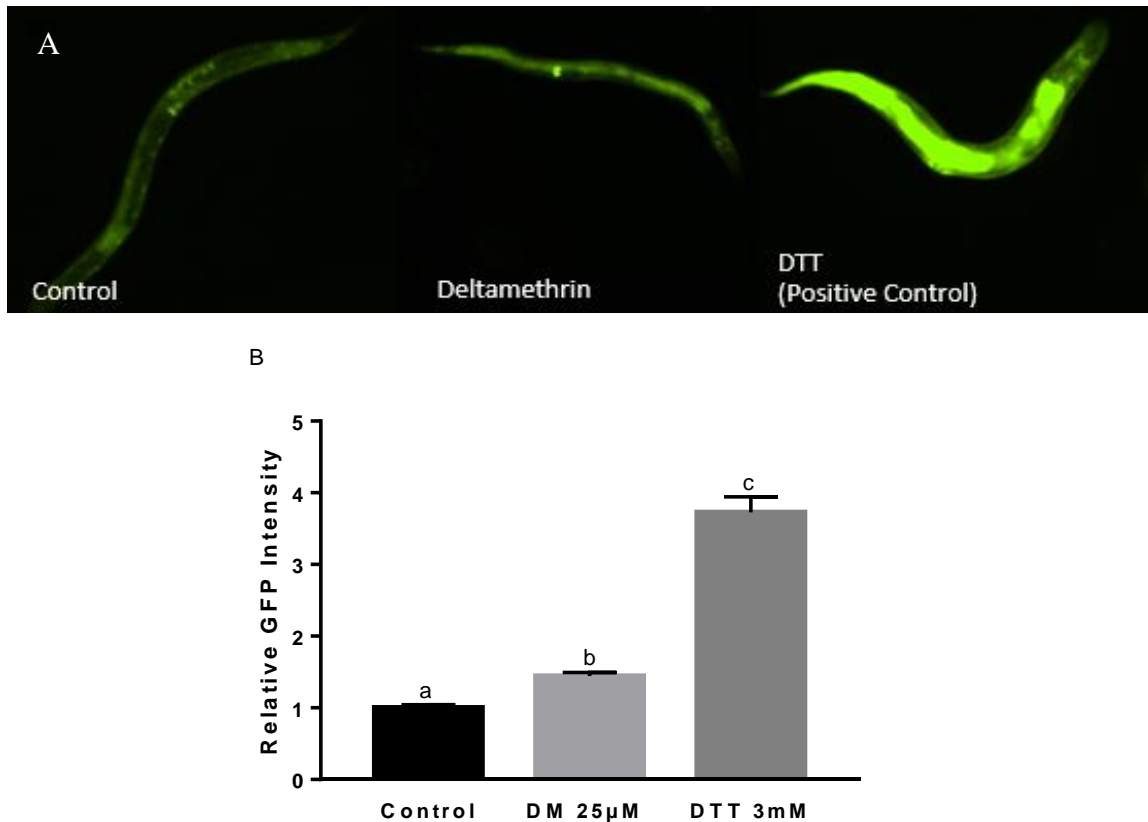 A
Control
Deltamethrin
DTT
(Positive Control)
B
Relative GFP Intensity
5
4
3
2
1
0
a
b
c
Control DM 25µM DTT 3mM